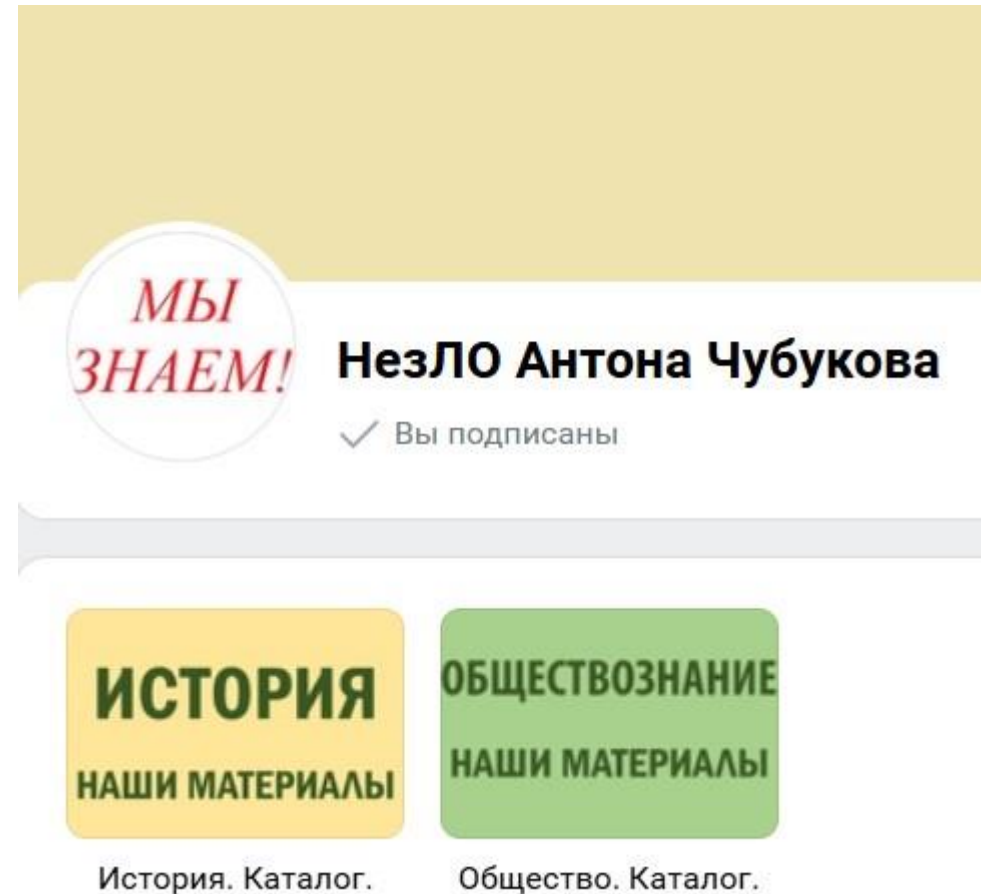 МЫ
ЗНАЕМ!
НезЛО Антона Чубукова
Вы подписаны
ИСТОРИЯ
НАШИ МАТЕРИАЛЫ
ОБЩЕСТВОЗНАНИЕ
НАШИ МАТЕРИАЛЫ
История. Каталог.
Общество. Каталог.